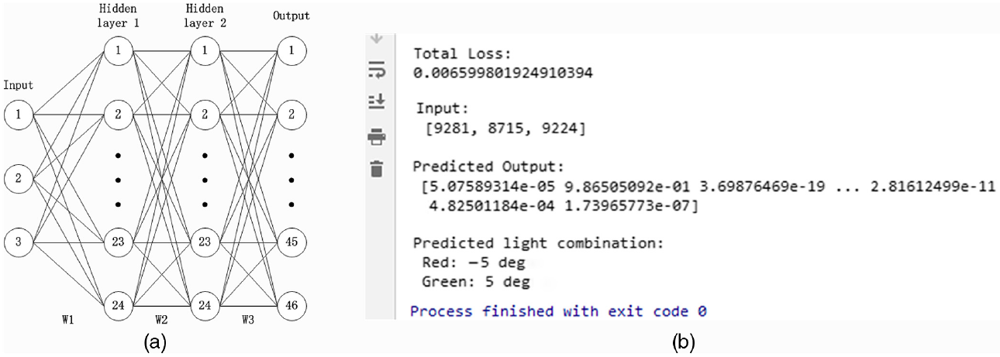 Hidden layer 1
Hidden layer 2
Output
Input
1
2
3
1
2
23
24
1
2
23
24
1
2
45
46
W1
W2
W3
(a)
Total Loss:
0.006599801924910394
Input:
[9281, 8715, 9224]
Predicted Output:
[5.07589314e-05 9.86505092e-01 3.69876469e-19 ... 2.81612499e-11
4.82501184e-04 1.73965773e-07]
Predicted light combination:
Red: −5 deg
Green: 5 deg
Process finished with exit code 0
(b)